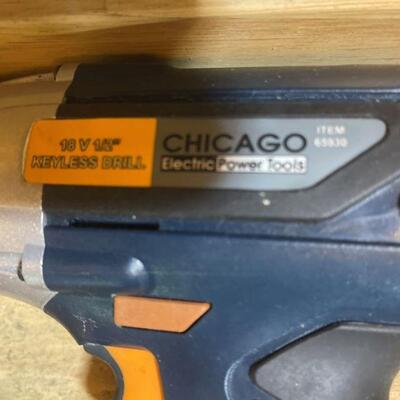 18 V 1/2"
KEYLESS DRILL
CHICAGO
Electric Power Tools
ITEM
65930